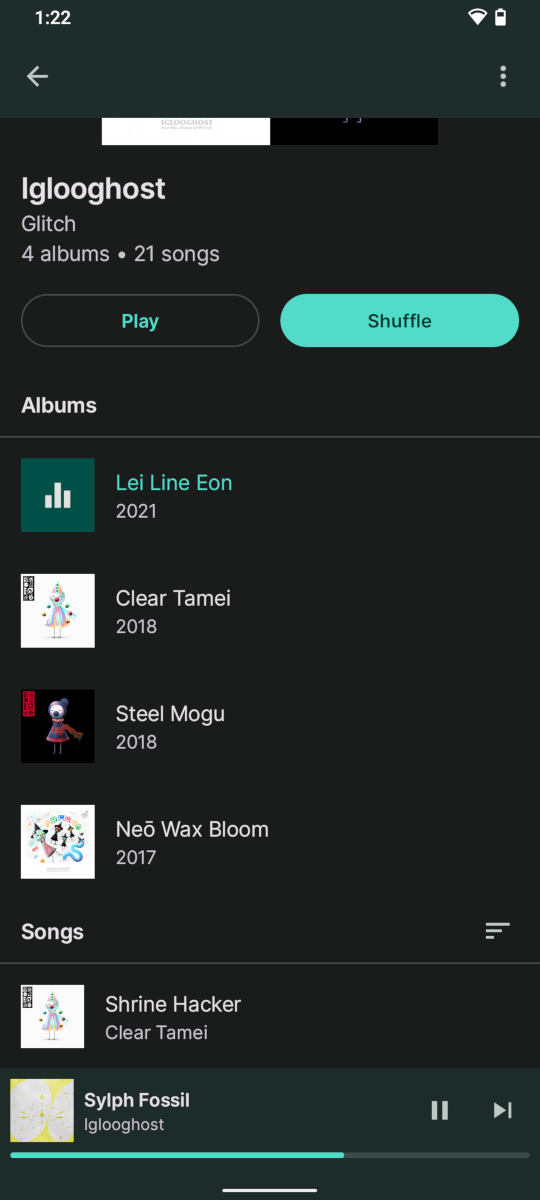 1:22
IGLOOGHOST
Iglooghost
Glitch
4 albums • 21 songs
Play
Shuffle
Albums
Lei Line Eon
2021
Clear Tamei
2018
Steel Mogu
2018
Neō Wax Bloom
2017
Songs
Shrine Hacker
Clear Tamei
Sylph Fossil
Iglooghost